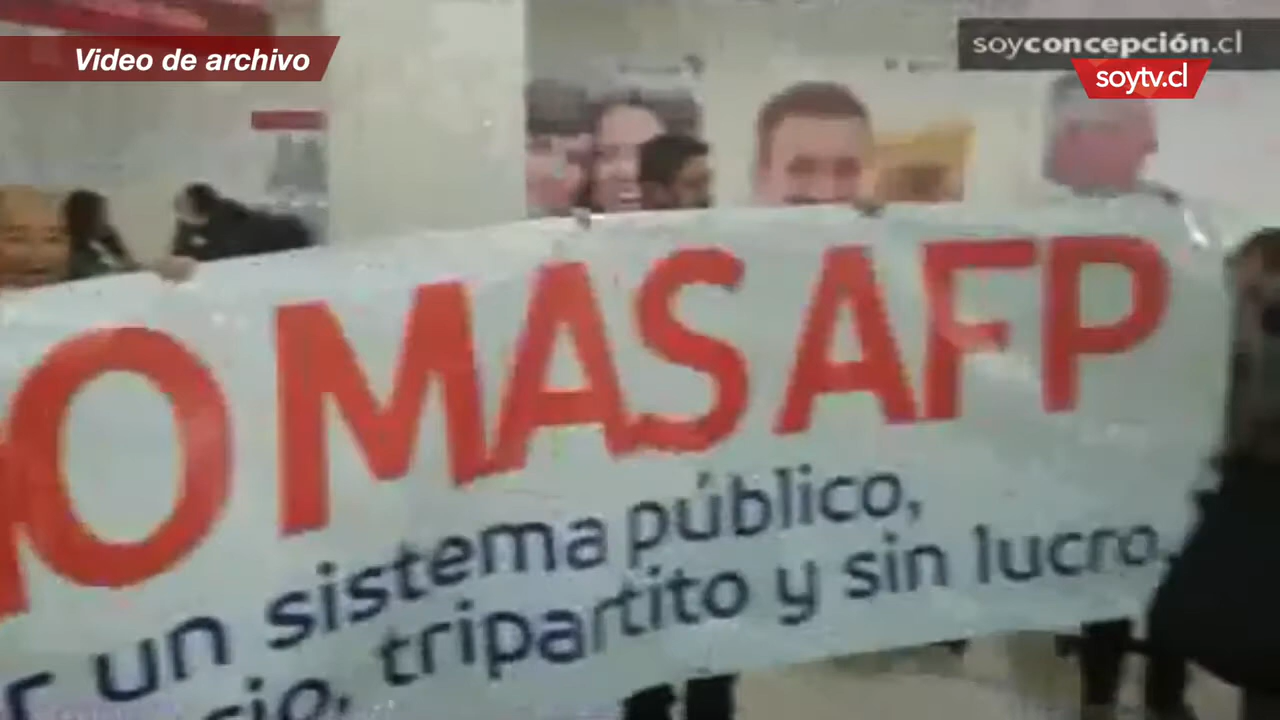 Video de archivo
soyconcepción.cl
soytv.cl
O MAS AFP
un sistema público,
tripartito y sin lucro.